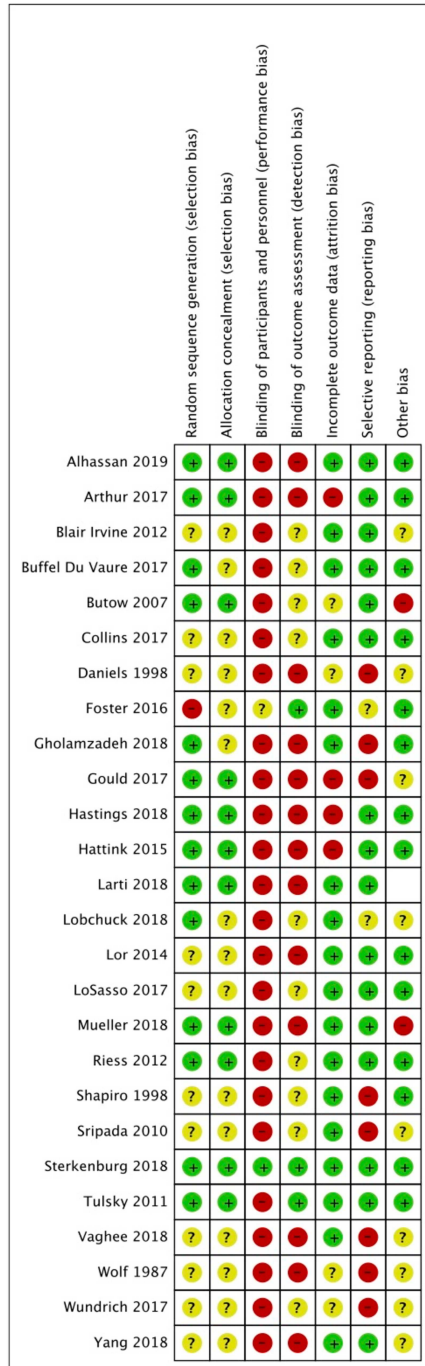 Random sequence generation (selection bias)
Allocation concealment (selection bias)
Blinding of participants and personnel (performance bias)
Blinding of outcome assessment (detection bias)
Incomplete outcome data (attrition bias)
Selective reporting (reporting bias)
Other bias
Alhassan 2019 + + - - + + +
Arthur 2017 + + - - - + +
Blair Irvine 2012 ? ? - ? + + ?
Buffel Du Vaure 2017 + ? - ? + + +
Butow 2007 + + - ? ? + -
Collins 2017 ? ? - ? + + +
Daniels 1998 ? ? - - ? - ?
Foster 2016 - ? ? + + ? +
Gholamzadeh 2018 + ? - - + - +
Gould 2017 + + - - - - ?
Hastings 2018 + + - - - + +
Hattink 2015 + + - - - + +
Larti 2018 + + - - + +
Lobchuck 2018 + ? - ? + ? ?
Lor 2014 ? ? - - + + +
LoSasso 2017 ? ? - ? + + +
Mueller 2018 + + - - + + -
Riess 2012 + + - ? + + +
Shapiro 1998 ? ? - ? + - +
Sripada 2010 ? ? - ? + - ?
Sterkenburg 2018 + + + + + + +
Tulsky 2011 + + - + + + +
Vaghee 2018 ? ? - - + - ?
Wolf 1987 ? ? - - ? - ?
Wundrich 2017 ? ? - ? ? - ?
Yang 2018 ? ? - - + + ?